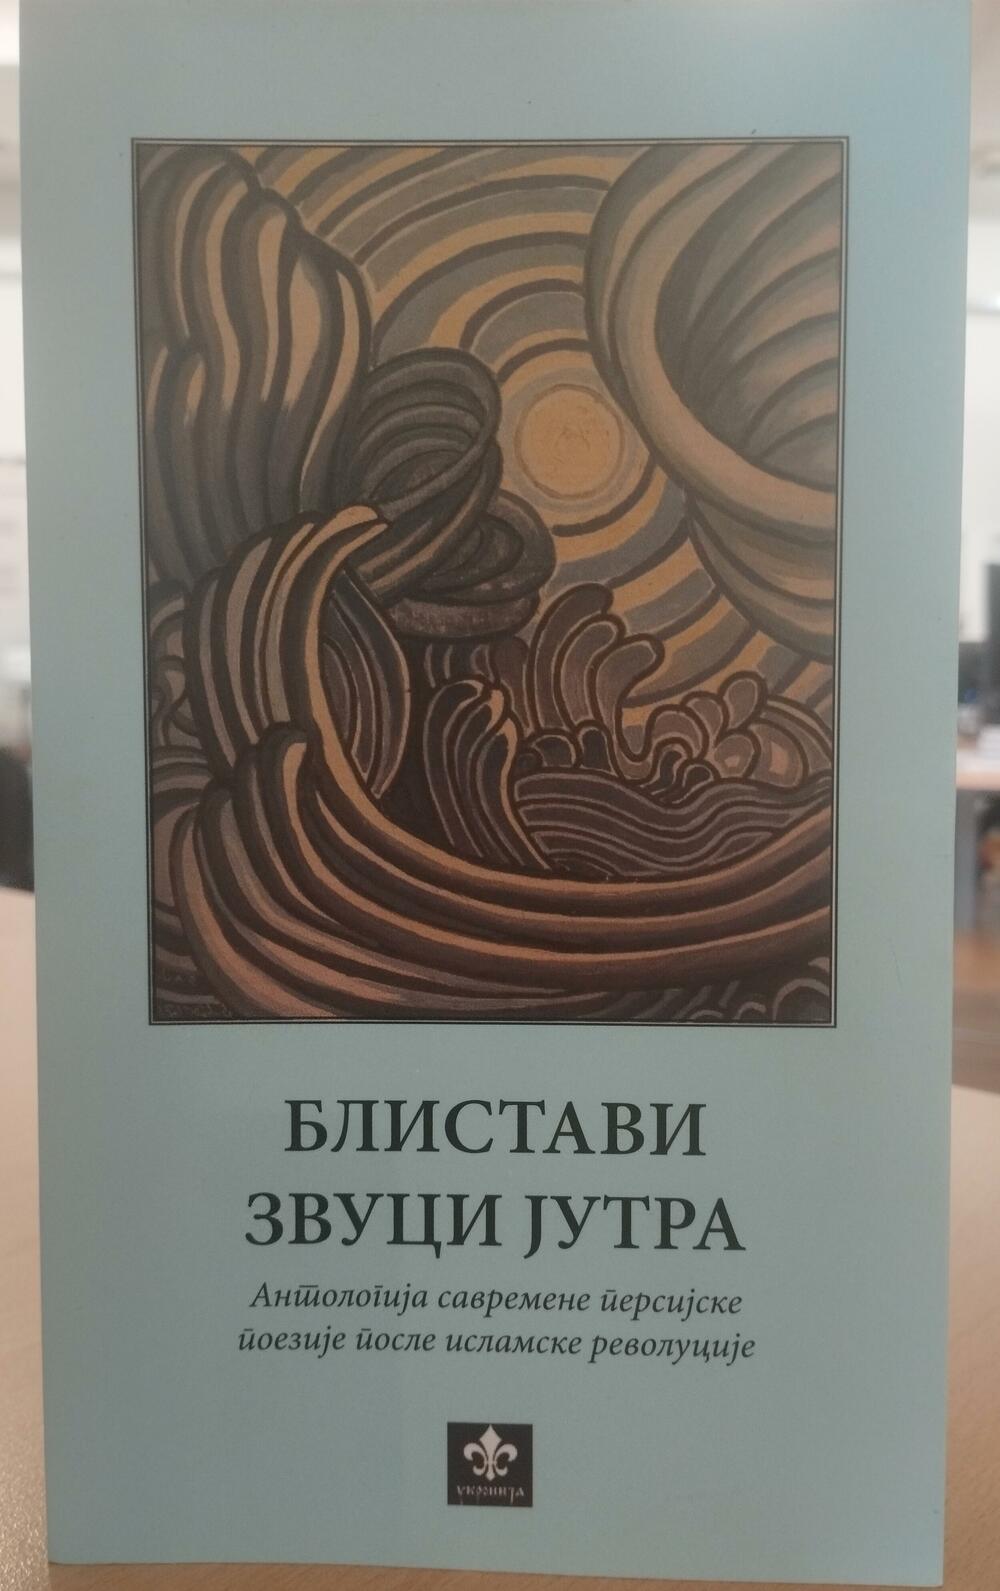 БЛИСТАВИ
ЗВУЦИ ЈУТРА
Антологија савремене персијске
поезије после исламске револуције